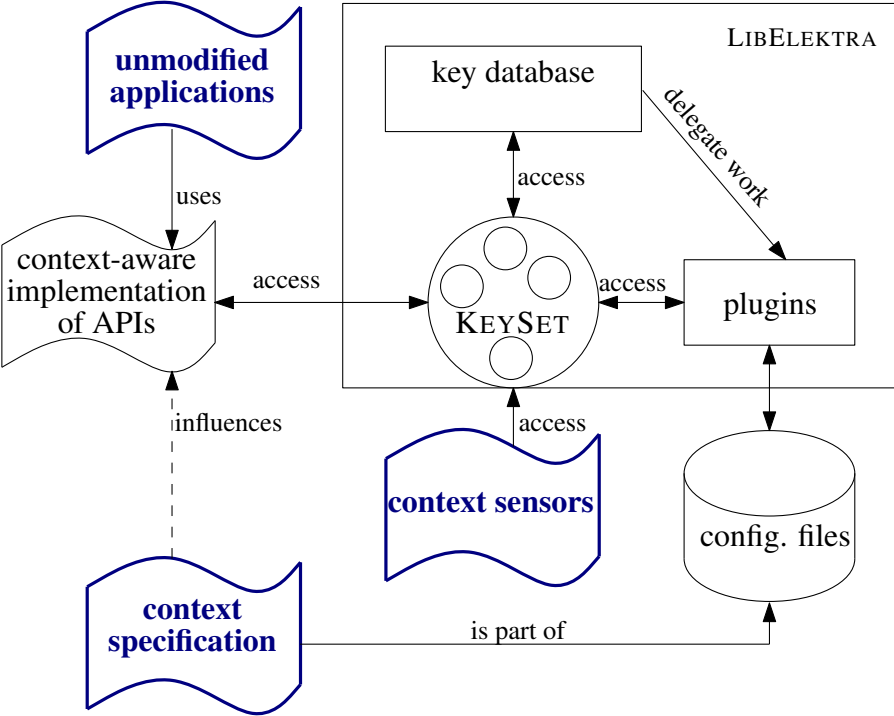 unmodified
applications
LIBELEKTRA
key database
delegate work
access
uses
context-aware
implementation
of APIs
access
KEYSET
access
plugins
influences
access
context sensors
config. files
context
specification
is part of